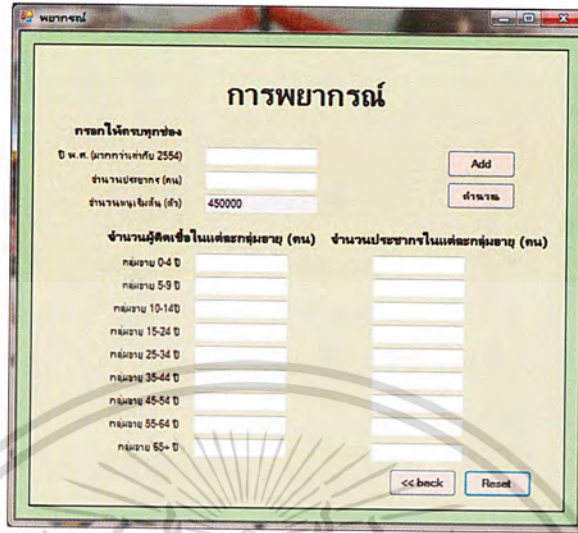 พยากรณ์
การพยากรณ์
กรอกให้ครบทุกช่อง
ปี พ.ศ. (มากกว่าเท่ากับ 2554)
Add
จำนวนประชากร (คน)
จำนวนหนูเริ่มต้น (ตัว) 450000
คำนวณ
จำนวนผู้ติดเชื้อในแต่ละกลุ่มอายุ (คน) จำนวนประชากรในแต่ละกลุ่มอายุ (คน)
กลุ่มอายุ 0-4 ปี
กลุ่มอายุ 5-9 ปี
กลุ่มอายุ 10-14ปี
กลุ่มอายุ 15-24 ปี
กลุ่มอายุ 25-34 ปี
กลุ่มอายุ 35-44 ปี
กลุ่มอายุ 45-54 ปี
กลุ่มอายุ 55-64 ปี
กลุ่มอายุ 65+ ปี
<< back Reset